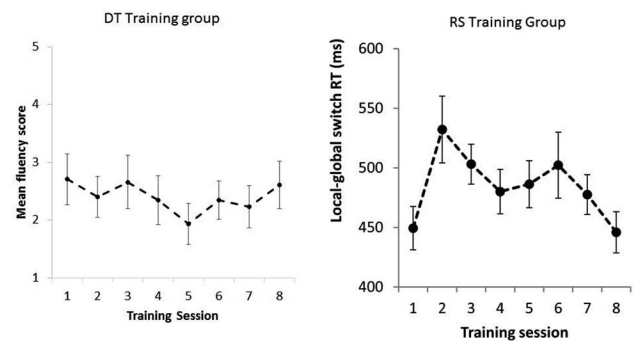 DT Training group
5
4
3
2
1
Mean fluency score
1 2 3 4 5 6 7 8
Training Session
RS Training Group
600
550
500
450
400
Local-global switch RT (ms)
1 2 3 4 5 6 7 8
Training session